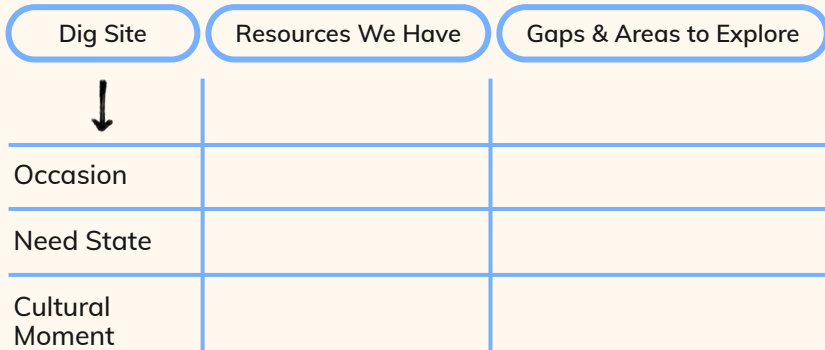 Dig Site
Resources We Have
Gaps & Areas to Explore
Occasion
Need State
Cultural
Moment